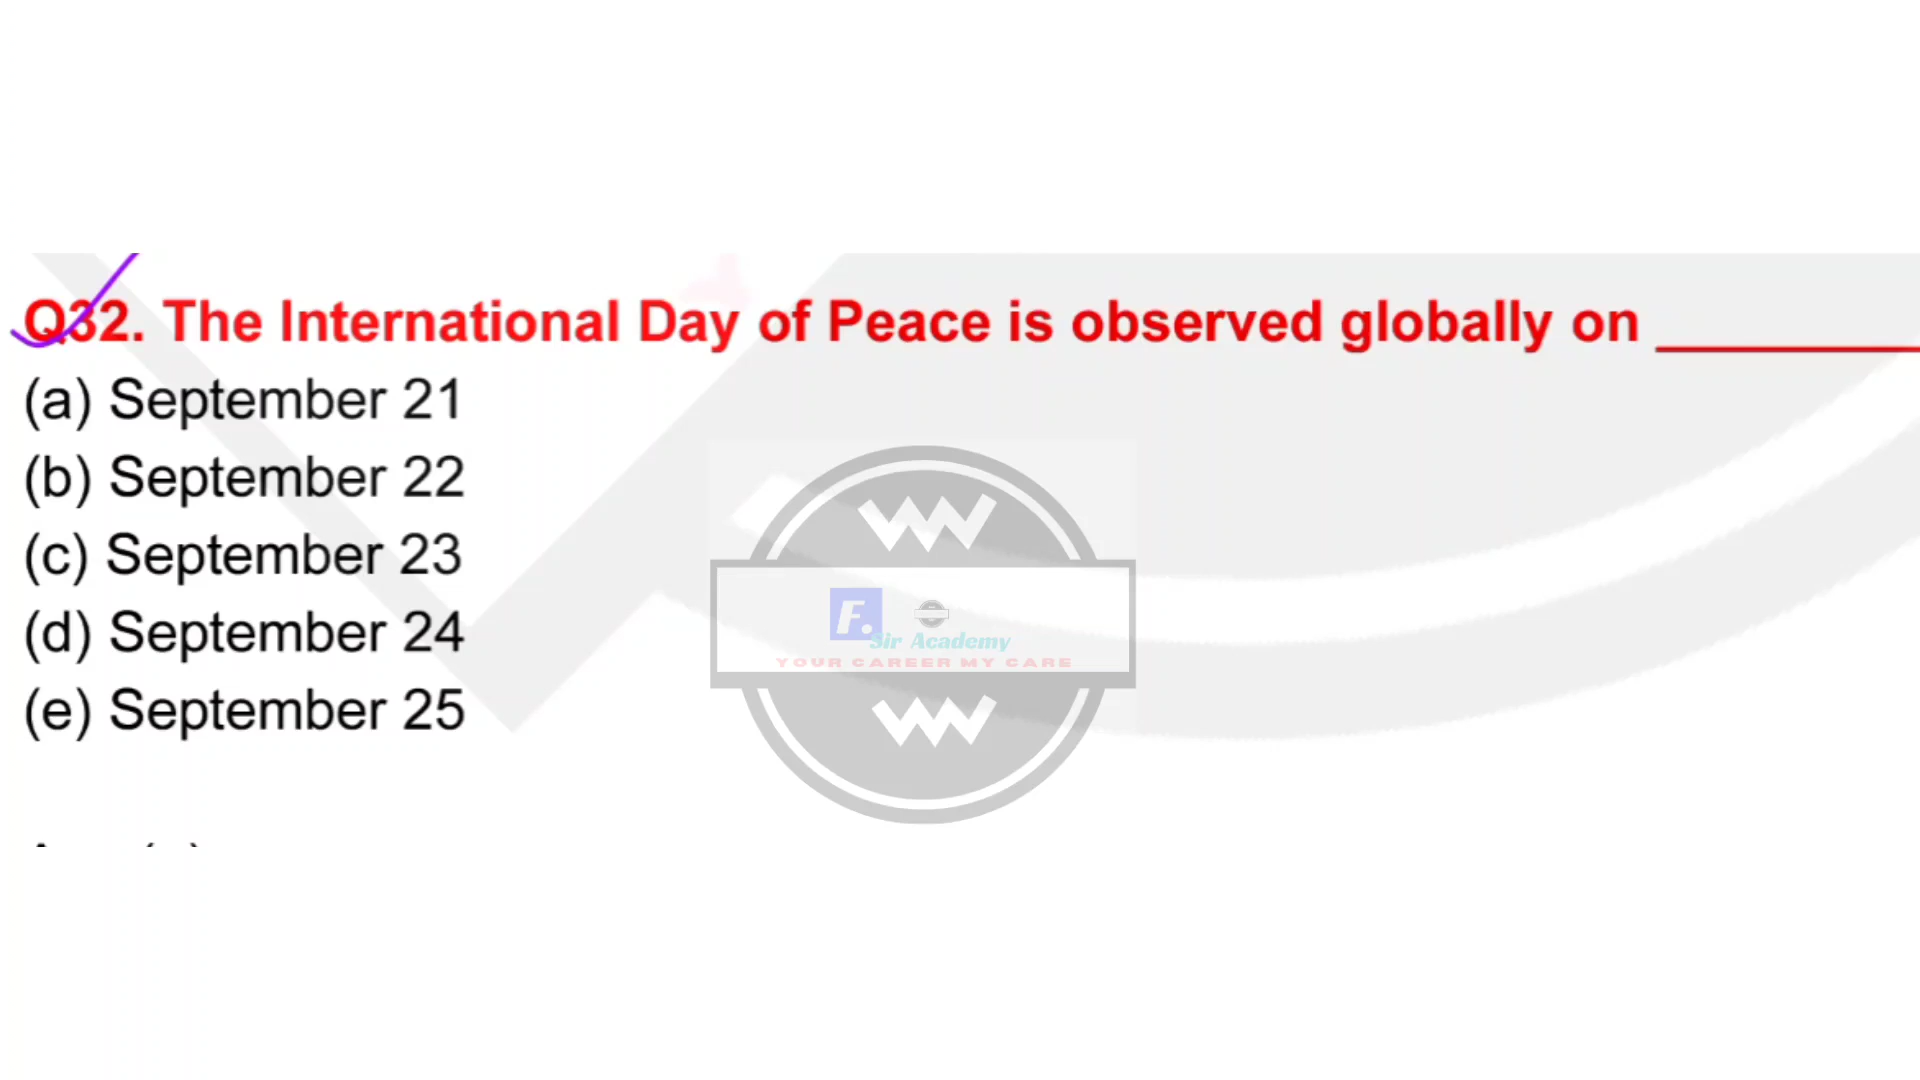 Q32. The International Day of Peace is observed globally on __________
(a) September 21
(b) September 22
(c) September 23
(d) September 24
(e) September 25
F.
Sir Academy
YOUR CAREER MY CARE